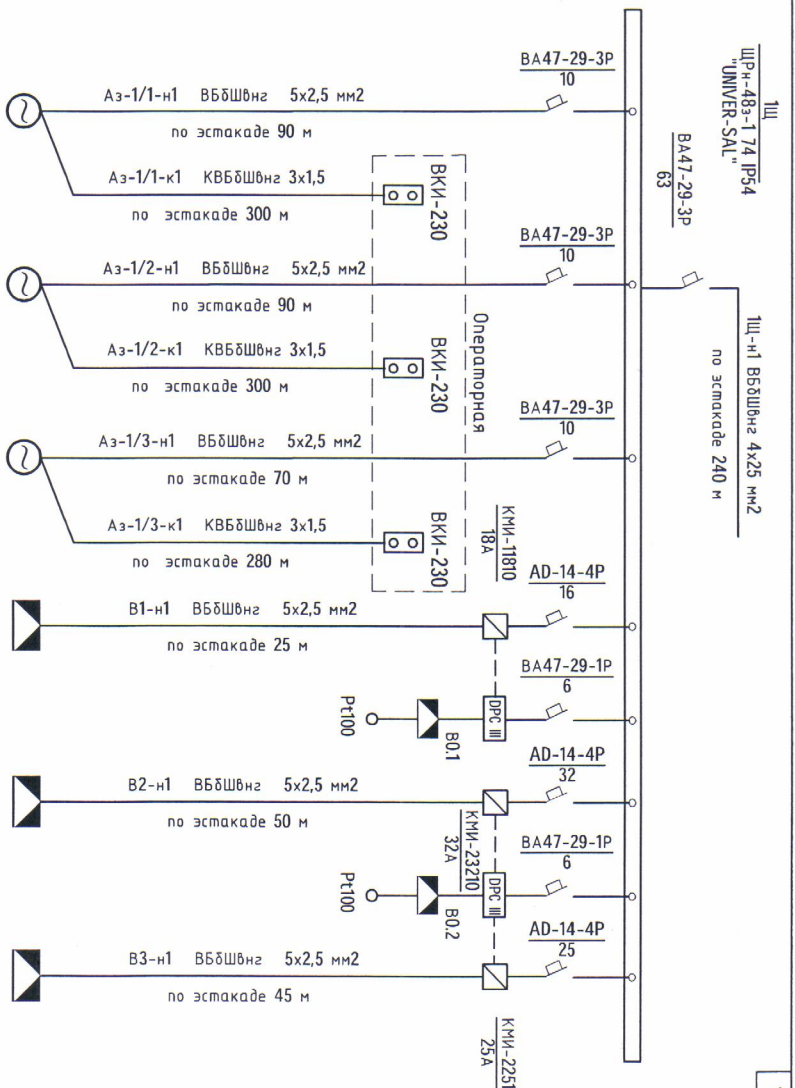 1Щ
ЩРн-48з-1 74 IP54
"UNIVER-SAL"
ВА47-29-3Р
63
1Щ-н1 ВБбШвнг 4х25 мм2
по эстакаде 240 м
ВА47-29-3Р
10
Аз-1/1-н1 ВБбШвнг 5х2,5 мм2
по эстакаде 90 м
Аз-1/1-к1 КВБбШвнг 3х1,5
по эстакаде 300 м
ВКИ-230
ВА47-29-3Р
10
Аз-1/2-н1 ВБбШвнг 5х2,5 мм2
по эстакаде 90 м
Операторная
Аз-1/2-к1 КВБбШвнг 3х1,5
по эстакаде 300 м
ВКИ-230
ВА47-29-3Р
10
Аз-1/3-н1 ВБбШвнг 5х2,5 мм2
по эстакаде 70 м
Аз-1/3-к1 КВБбШвнг 3х1,5
по эстакаде 280 м
ВКИ-230
КМИ-11810
18А
AD-14-4Р
16
В1-н1 ВБбШвнг 5х2,5 мм2
по эстакаде 25 м
ВА47-29-1Р
6
DPC III
В0.1
Pt100
AD-14-4Р
32
В2-н1 ВБбШвнг 5х2,5 мм2
по эстакаде 50 м
КМИ-23210
32А
ВА47-29-1Р
6
DPC III
В0.2
Pt100
AD-14-4Р
25
В3-н1 ВБбШвнг 5х2,5 мм2
по эстакаде 45 м
КМИ-2251
25А